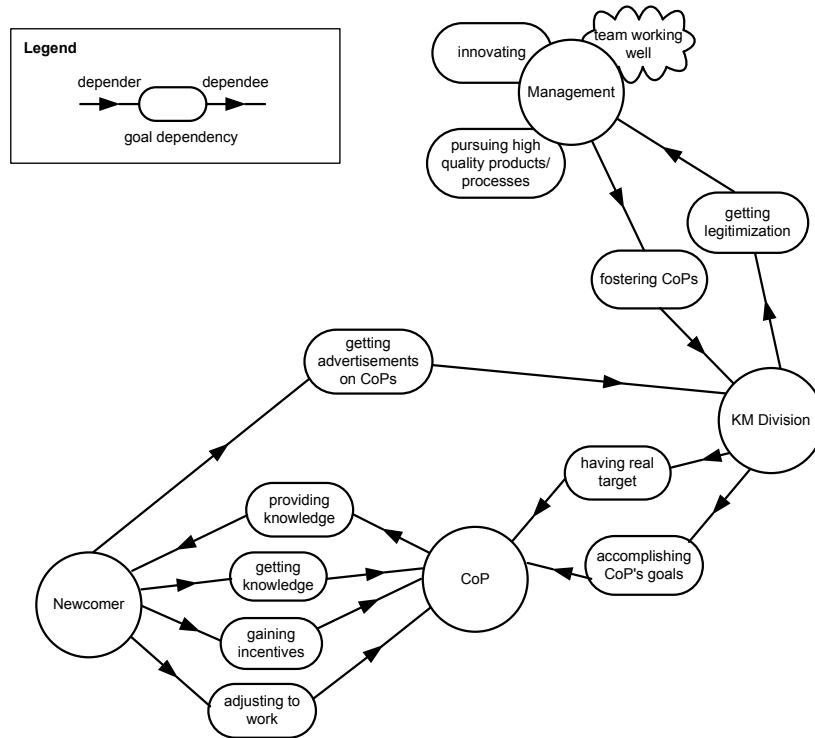 Legend
depender
dependee
goal dependency
innovating
team working
well
Management
pursuing high
quality products/
processes
getting
legitimization
fostering CoPs
getting
advertisements
on CoPs
KM Division
having real
target
providing
knowledge
accomplishing
CoP's goals
getting
knowledge
CoP
Newcomer
gaining
incentives
adjusting to
work